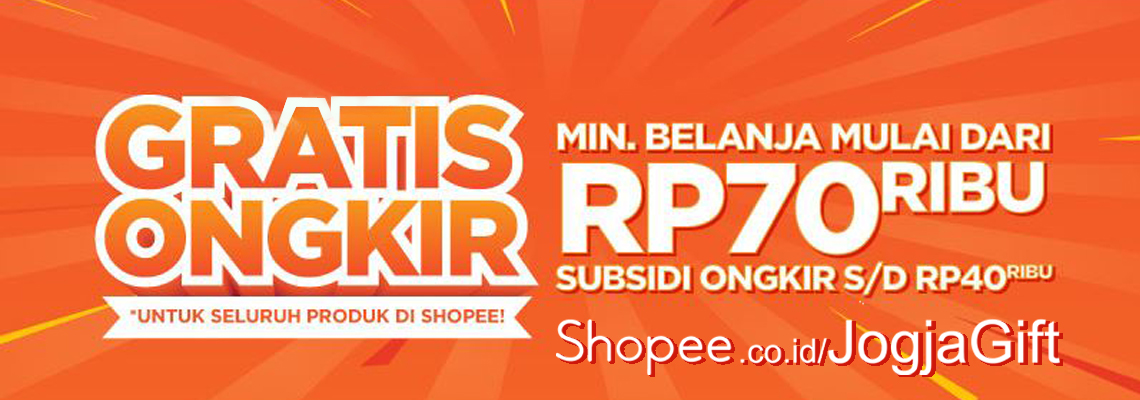 GRATIS
ONGKIR
*UNTUK SELURUH PRODUK DI SHOPEE!
MIN. BELANJA MULAI DARI
RP70RIBU
SUBSIDI ONGKIR S/D RP40RIBU
Shopee.co.id/JogjaGift